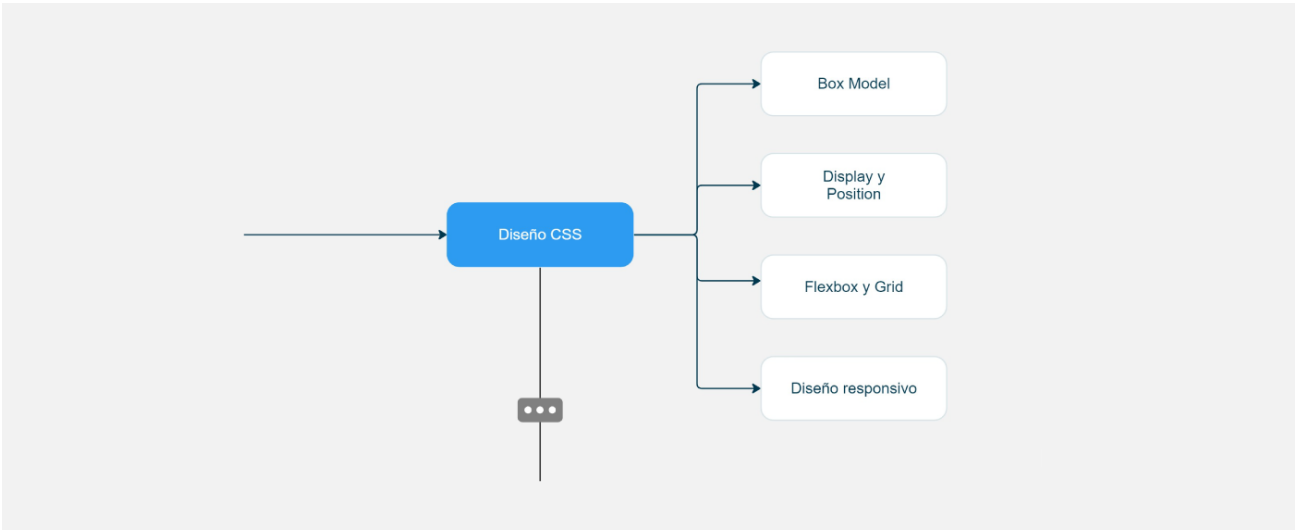 Box Model
Display y
Position
Diseño CSS
Flexbox y Grid
Diseño responsivo